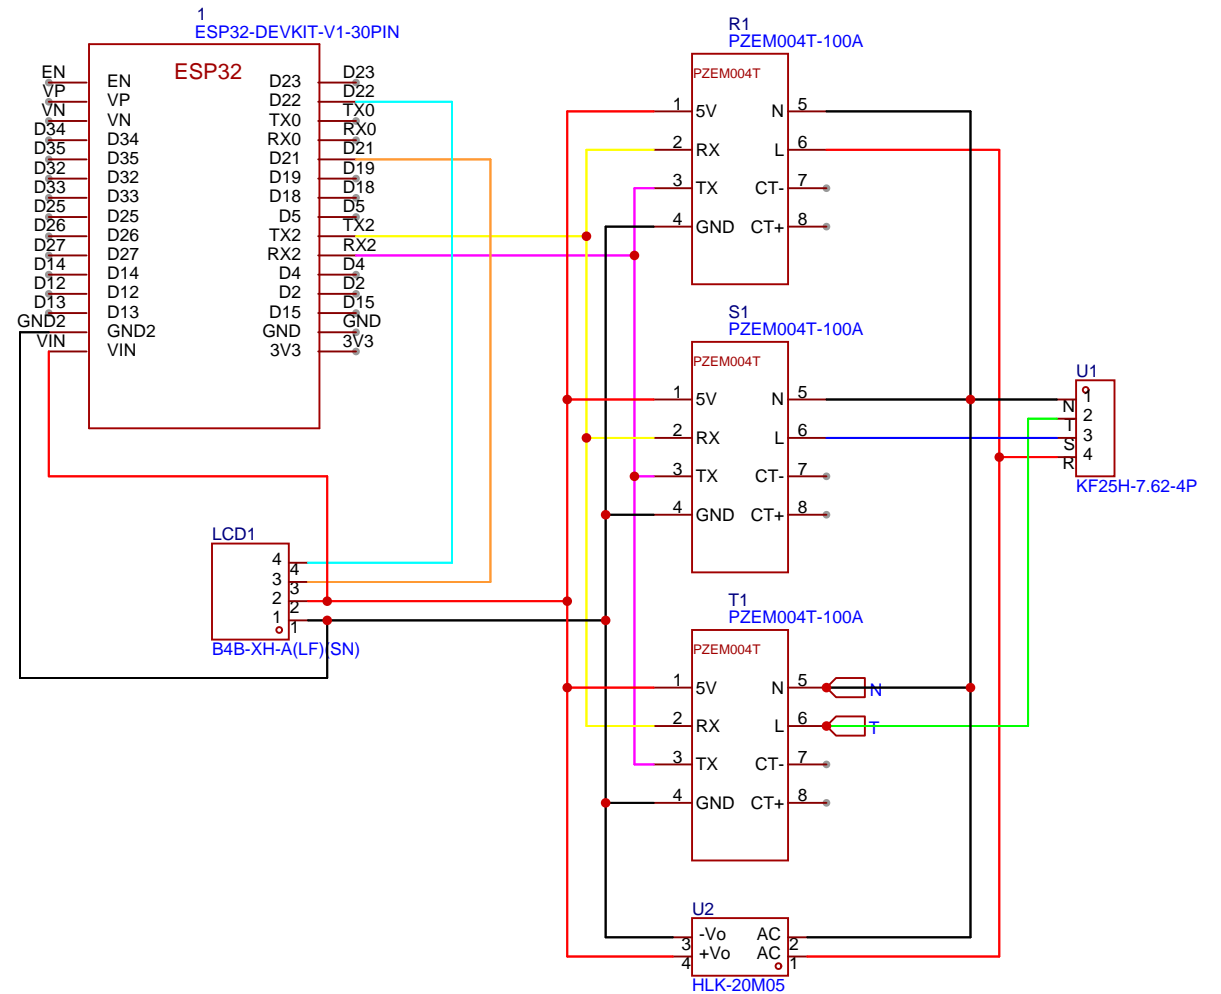 1
ESP32-DEVKIT-V1-30PIN
ESP32
EN EN D23 D23
VP VP D22 D22
VN VN TX0 TX0
D34 D34 RX0 RX0
D35 D35 D21 D21
D32 D32 D19 D19
D33 D33 D18 D18
D25 D25 D5 D5
D26 D26 TX2 TX2
D27 D27 RX2 RX2
D14 D14 D4 D4
D12 D12 D2 D2
D13 D13 D15 D15
GND2 GND2 GND GND
VIN VIN 3V3 3V3
LCD1
4 4
3 3
2 2
1 1
B4B-XH-A(LF)(SN)
R1
PZEM004T-100A
PZEM004T
1 5V N 5
2 RX L 6
3 TX CT- 7
4 GND CT+ 8
S1
PZEM004T-100A
PZEM004T
1 5V N 5
2 RX L 6
3 TX CT- 7
4 GND CT+ 8
T1
PZEM004T-100A
PZEM004T
1 5V N 5 N
2 RX L 6 T
3 TX CT- 7
4 GND CT+ 8
U1
N 1
T 2
S 3
R 4
KF25H-7.62-4P
U2
3 -Vo AC 2
4 +Vo AC 1
HLK-20M05